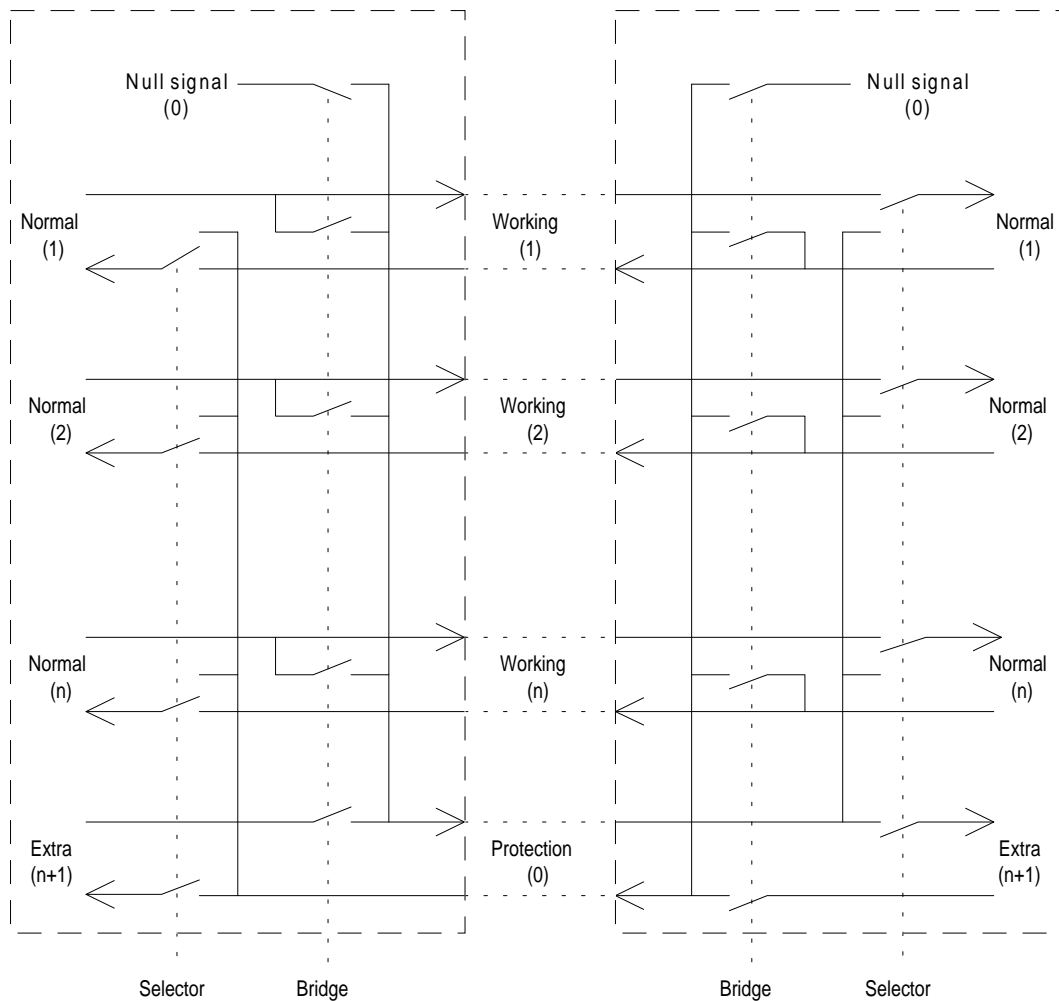 Null signal
(0)
Null signal
(0)
Normal
(1)
Working
(1)
Normal
(1)
Normal
(2)
Working
(2)
Normal
(2)
Normal
(n)
Working
(n)
Normal
(n)
Extra
(n+1)
Protection
(0)
Extra
(n+1)
Selector
Bridge
Bridge
Selector